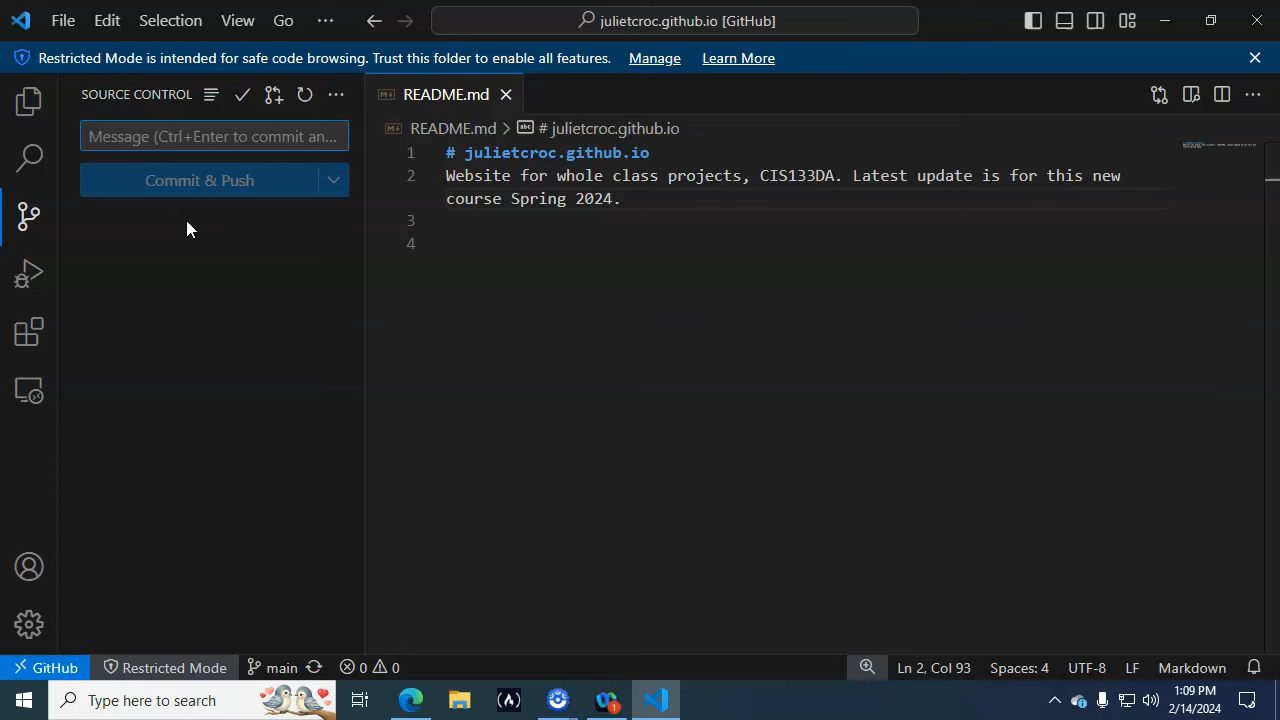 File Edit Selection View Go ···
julietcroc.github.io [GitHub]
Restricted Mode is intended for safe code browsing. Trust this folder to enable all features. Manage Learn More
SOURCE CONTROL
README.md
Message (Ctrl+Enter to commit an...
README.md > # julietcroc.github.io
Commit & Push
1 # julietcroc.github.io
2 Website for whole class projects, CIS133DA. Latest update is for this new
course Spring 2024.
3
4
GitHub Restricted Mode main 0 0 Ln 2, Col 93 Spaces: 4 UTF-8 LF Markdown
Type here to search
1
1:09 PM
2/14/2024